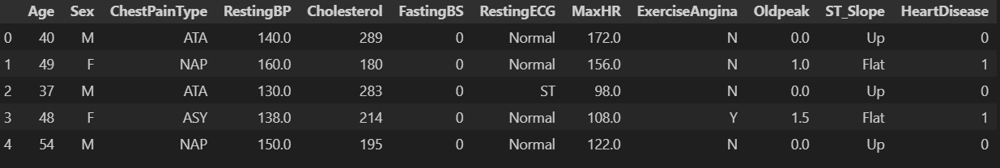 Age Sex ChestPainType RestingBP Cholesterol FastingBS RestingECG MaxHR ExerciseAngina Oldpeak ST_Slope HeartDisease
0 40 M ATA 140.0 289 0 Normal 172.0 N 0.0 Up 0
1 49 F NAP 160.0 180 0 Normal 156.0 N 1.0 Flat 1
2 37 M ATA 130.0 283 0 ST 98.0 N 0.0 Up 0
3 48 F ASY 138.0 214 0 Normal 108.0 Y 1.5 Flat 1
4 54 M NAP 150.0 195 0 Normal 122.0 N 0.0 Up 0